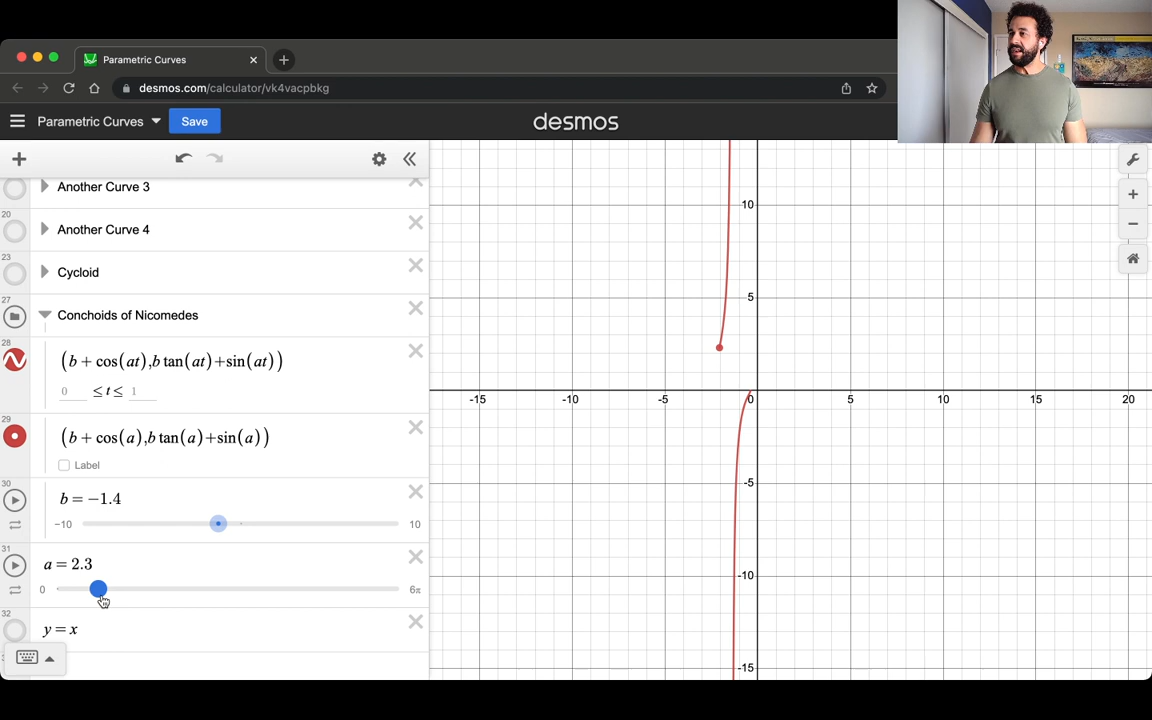 Parametric Curves
desmos.com/calculator/vk4vacpbkg
Parametric Curves
Save
desmos
Another Curve 3
20
Another Curve 4
23
Cycloid
27
Conchoids of Nicomedes
28
(b + cos(at), b tan(at) + sin(at))
0 ≤ t ≤ 1
29
(b + cos(a), b tan(a) + sin(a))
Label
30
b = −1.4
−10
10
31
a = 2.3
0
6π
32
y = x
10
5
-15
-10
-5
0
5
10
15
20
-5
-10
-15